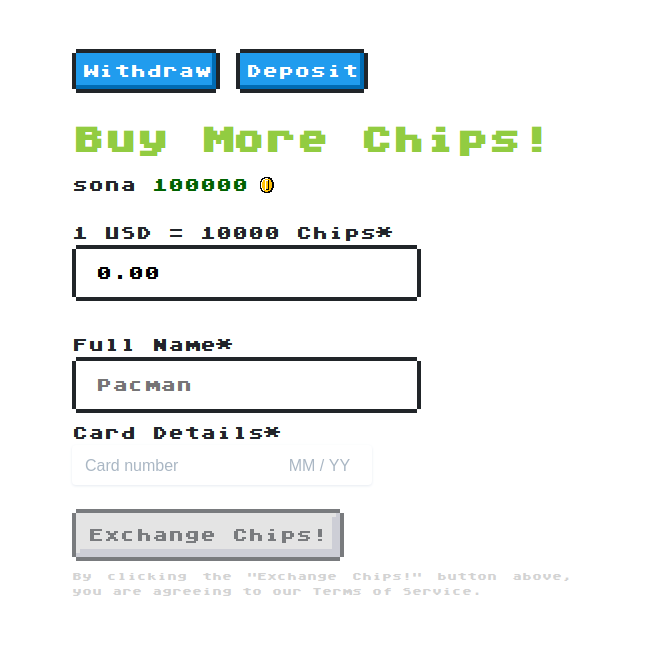 Withdraw Deposit
Buy More Chips!
sona 100000
1 USD = 10000 Chips*
0.00
Full Name*
Pacman
Card Details*
Card number MM / YY
Exchange Chips!
By clicking the "Exchange Chips!" button above,
you are agreeing to our Terms of Service.